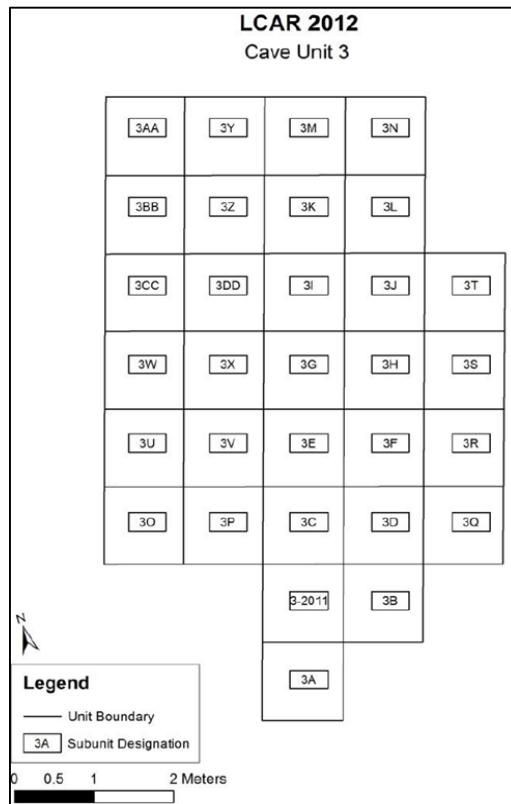 LCAR 2012
Cave Unit 3
3AA 3Y 3M 3N
3BB 3Z 3K 3L
3CC 3DD 3I 3J 3T
3W 3X 3G 3H 3S
3U 3V 3E 3F 3R
3O 3P 3C 3D 3Q
3-2011 3B
3A
N
Legend
Unit Boundary
3A Subunit Designation
0 0.5 1 2 Meters